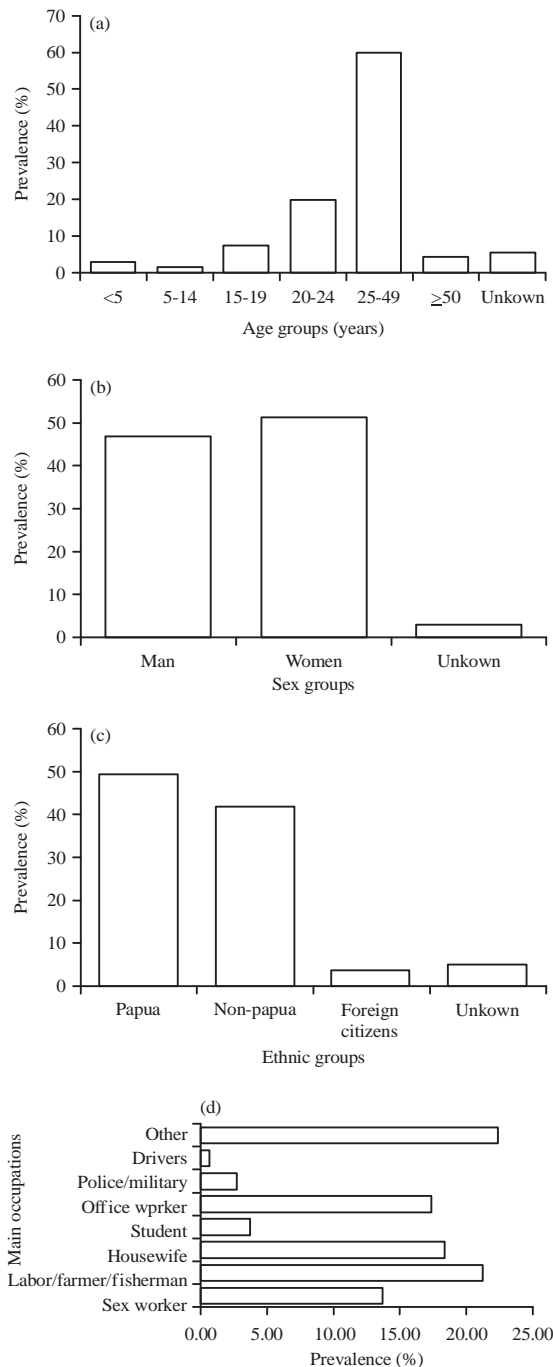 (a)
70
60
50
40
30
20
10
0
Prevalence (%)
<5 5-14 15-19 20-24 25-49 ≥50 Unkown
Age groups (years)
(b)
60
50
40
30
20
10
0
Prevalence (%)
Man Women Unkown
Sex groups
(c)
60
50
40
30
20
10
0
Prevalence (%)
Papua Non-papua Foreign citizens Unkown
Ethnic groups
(d)
Main occupations
Other
Drivers
Police/military
Office wprker
Student
Housewife
Labor/farmer/fisherman
Sex worker
0.00 5.00 10.00 15.00 20.00 25.00
Prevalence (%)